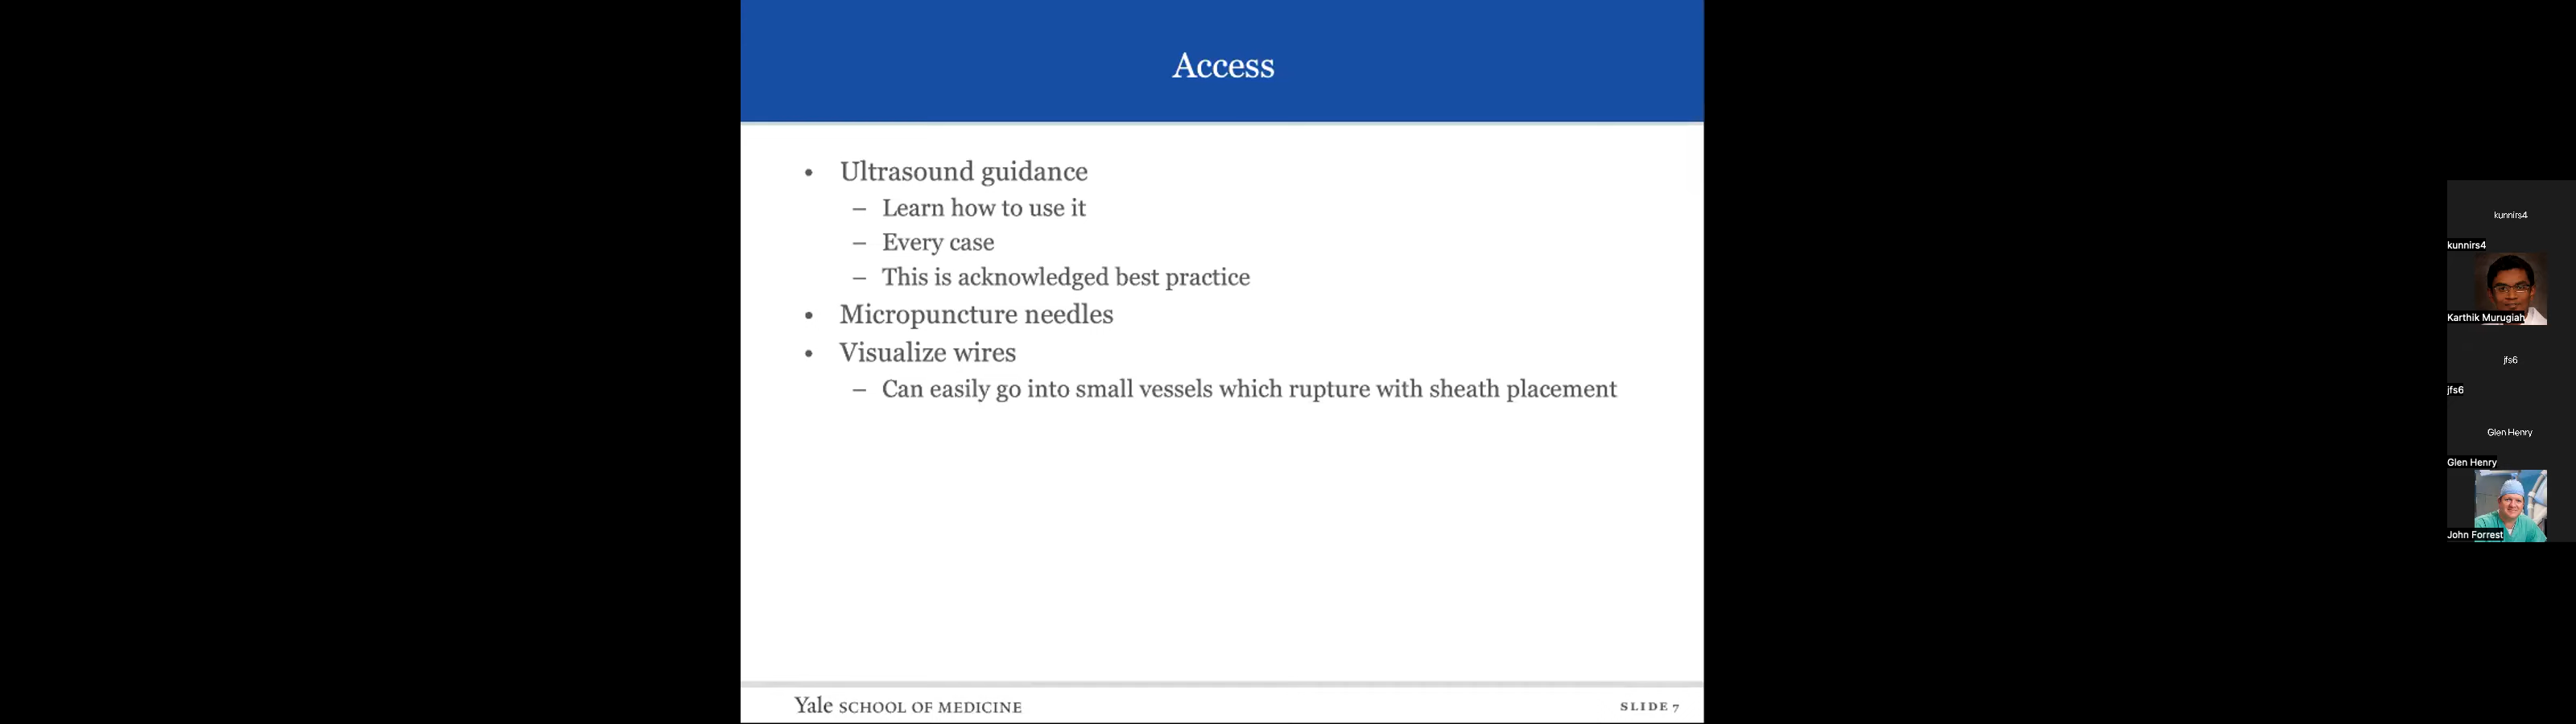 Access
• Ultrasound guidance
– Learn how to use it
– Every case
– This is acknowledged best practice
• Micropuncture needles
• Visualize wires
– Can easily go into small vessels which rupture with sheath placement
Yale SCHOOL OF MEDICINE
SLIDE 7
kunnirs4
kunnirs4
Karthik Murugiah
jfs6
jfs6
Glen Henry
Glen Henry
John Forrest